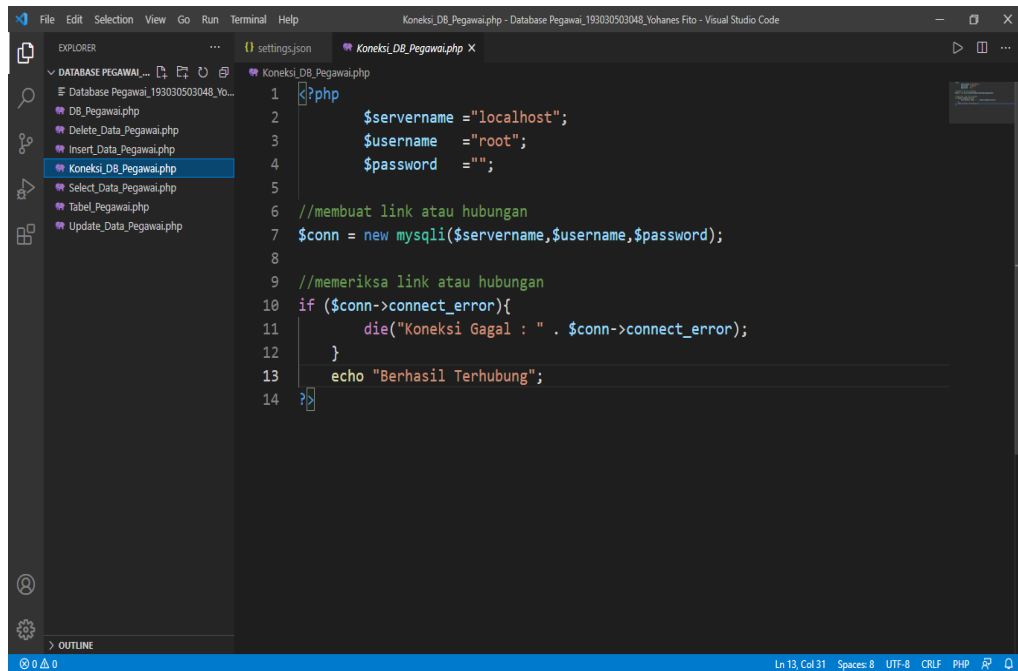 File Edit Selection View Go Run Terminal Help Koneksi_DB_Pegawai.php - Database Pegawai_193030503048_Yohanes Fito - Visual Studio Code
EXPLORER ...
{} settings.json Koneksi_DB_Pegawai.php ×
DATABASE PEGAWAI_...
Database Pegawai_193030503048_Yo...
DB_Pegawai.php
Delete_Data_Pegawai.php
Insert_Data_Pegawai.php
Koneksi_DB_Pegawai.php
Select_Data_Pegawai.php
Tabel_Pegawai.php
Update_Data_Pegawai.php
OUTLINE
Koneksi_DB_Pegawai.php
1 <?php
2 $servername ="localhost";
3 $username ="root";
4 $password ="";
5
6 //membuat link atau hubungan
7 $conn = new mysqli($servername,$username,$password);
8
9 //memeriksa link atau hubungan
10 if ($conn->connect_error){
11 die("Koneksi Gagal : " . $conn->connect_error);
12 }
13 echo "Berhasil Terhubung";
14 ?>
0 0 Ln 13, Col 31 Spaces: 8 UTF-8 CRLF PHP